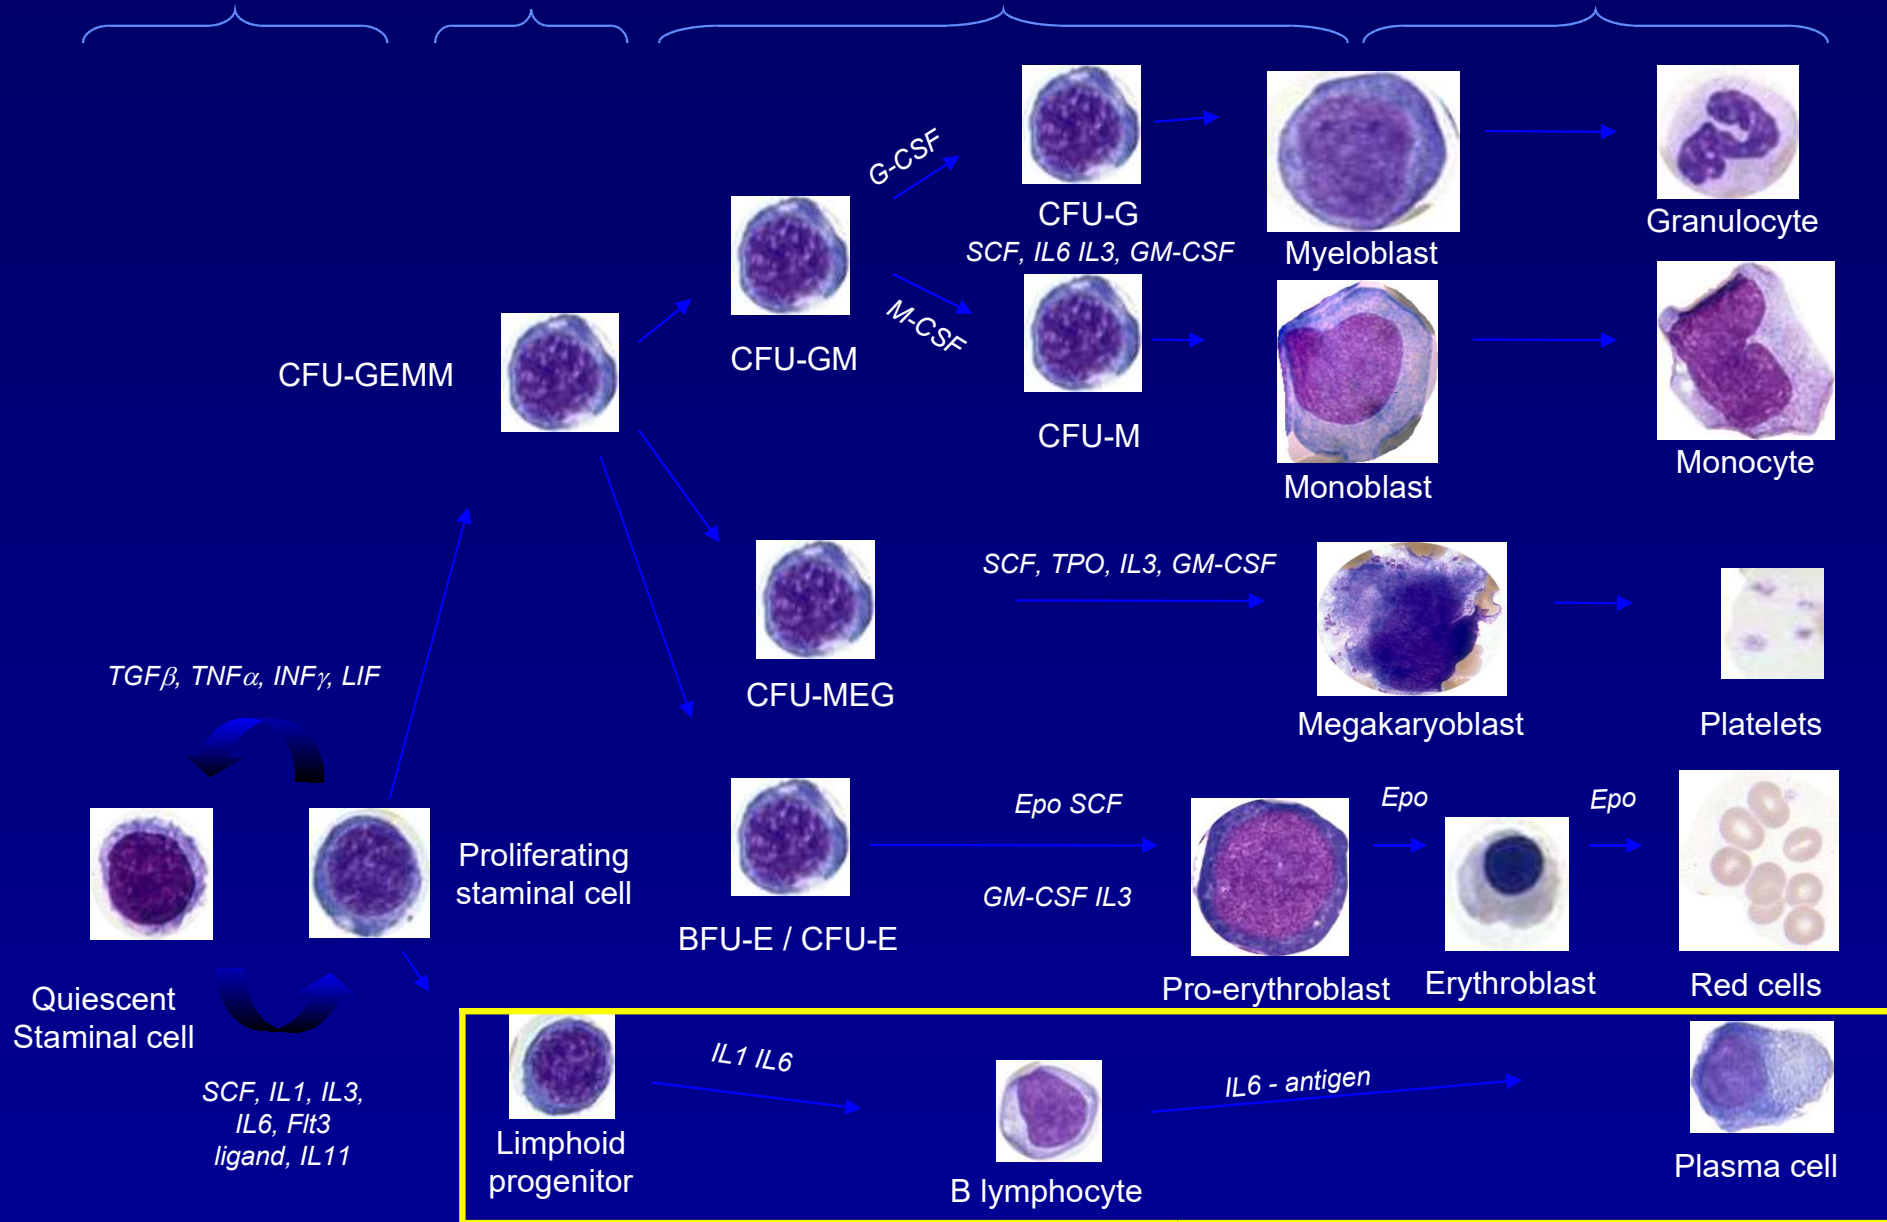 G-CSF
CFU-G
SCF, IL6 IL3, GM-CSF
Myeloblast
Granulocyte
CFU-GEMM
CFU-GM
M-CSF
CFU-M
Monoblast
Monocyte
SCF, TPO, IL3, GM-CSF
CFU-MEG
Megakaryoblast
Platelets
TGFβ, TNFα, INFγ, LIF
Proliferating
staminal cell
Epo SCF
GM-CSF IL3
Epo
Epo
BFU-E / CFU-E
Pro-erythroblast
Erythroblast
Red cells
Quiescent
Staminal cell
SCF, IL1, IL3,
IL6, Flt3
ligand, IL11
Limphoid
progenitor
IL1 IL6
B lymphocyte
IL6 - antigen
Plasma cell